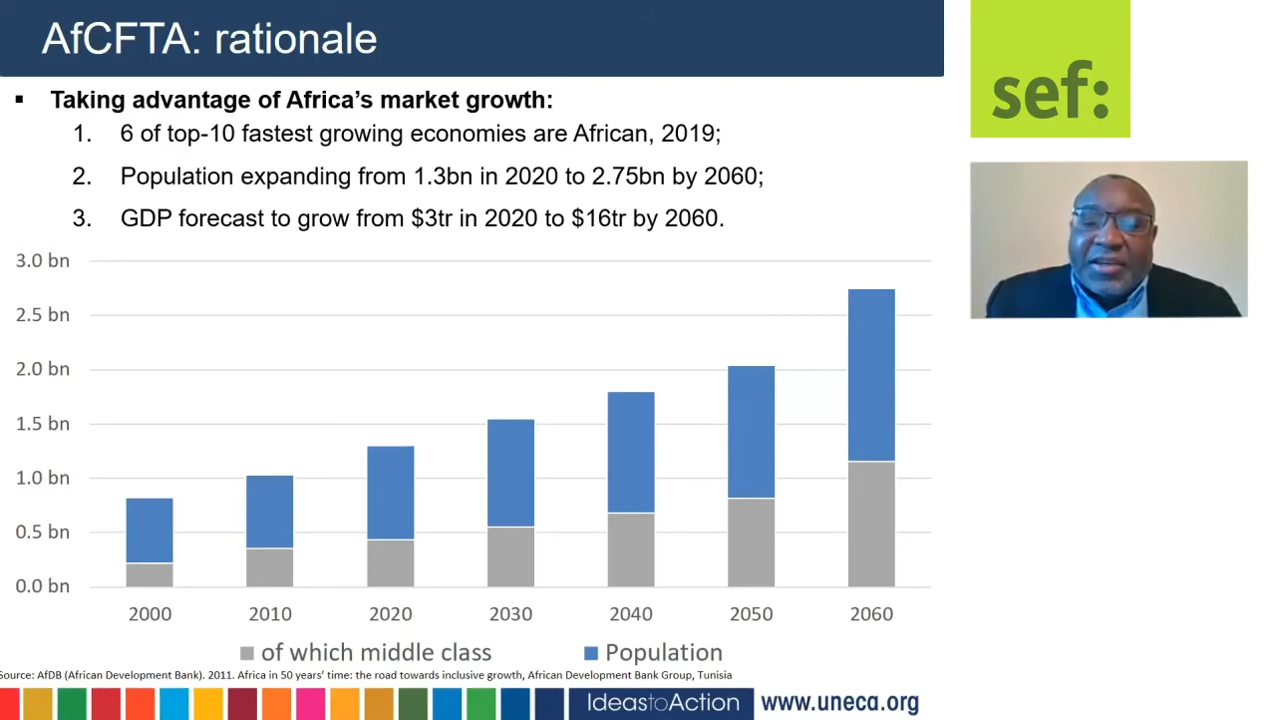 AfCFTA: rationale
sef:
▪ Taking advantage of Africa's market growth:
1. 6 of top-10 fastest growing economies are African, 2019;
2. Population expanding from 1.3bn in 2020 to 2.75bn by 2060;
3. GDP forecast to grow from $3tr in 2020 to $16tr by 2060.
3.0 bn
2.5 bn
2.0 bn
1.5 bn
1.0 bn
0.5 bn
0.0 bn
2000 2010 2020 2030 2040 2050 2060
of which middle class Population
Source: AfDB (African Development Bank). 2011. Africa in 50 years' time: the road towards inclusive growth, African Development Bank Group, Tunisia
IdeastoAction www.uneca.org